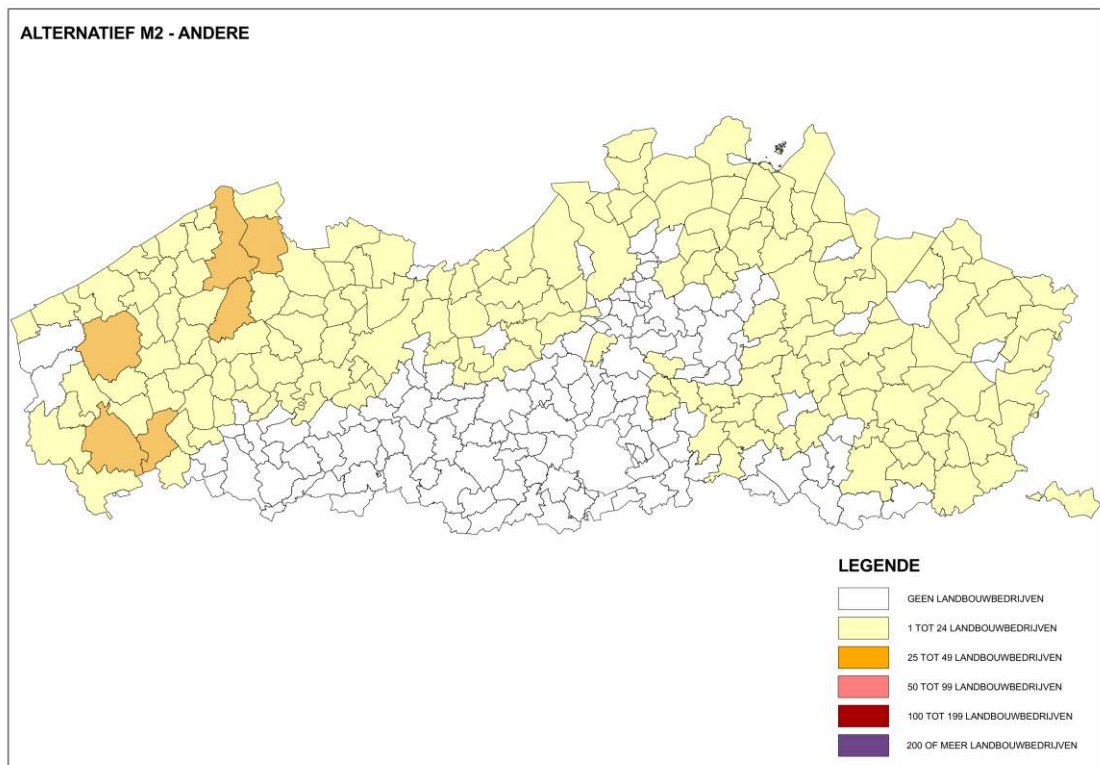 ALTERNATIEF M2 - ANDERE
LEGENDE
GEEN LANDBOUWBEDRIJVEN
1 TOT 24 LANDBOUWBEDRIJVEN
25 TOT 49 LANDBOUWBEDRIJVEN
50 TOT 99 LANDBOUWBEDRIJVEN
100 TOT 199 LANDBOUWBEDRIJVEN
200 OF MEER LANDBOUWBEDRIJVEN